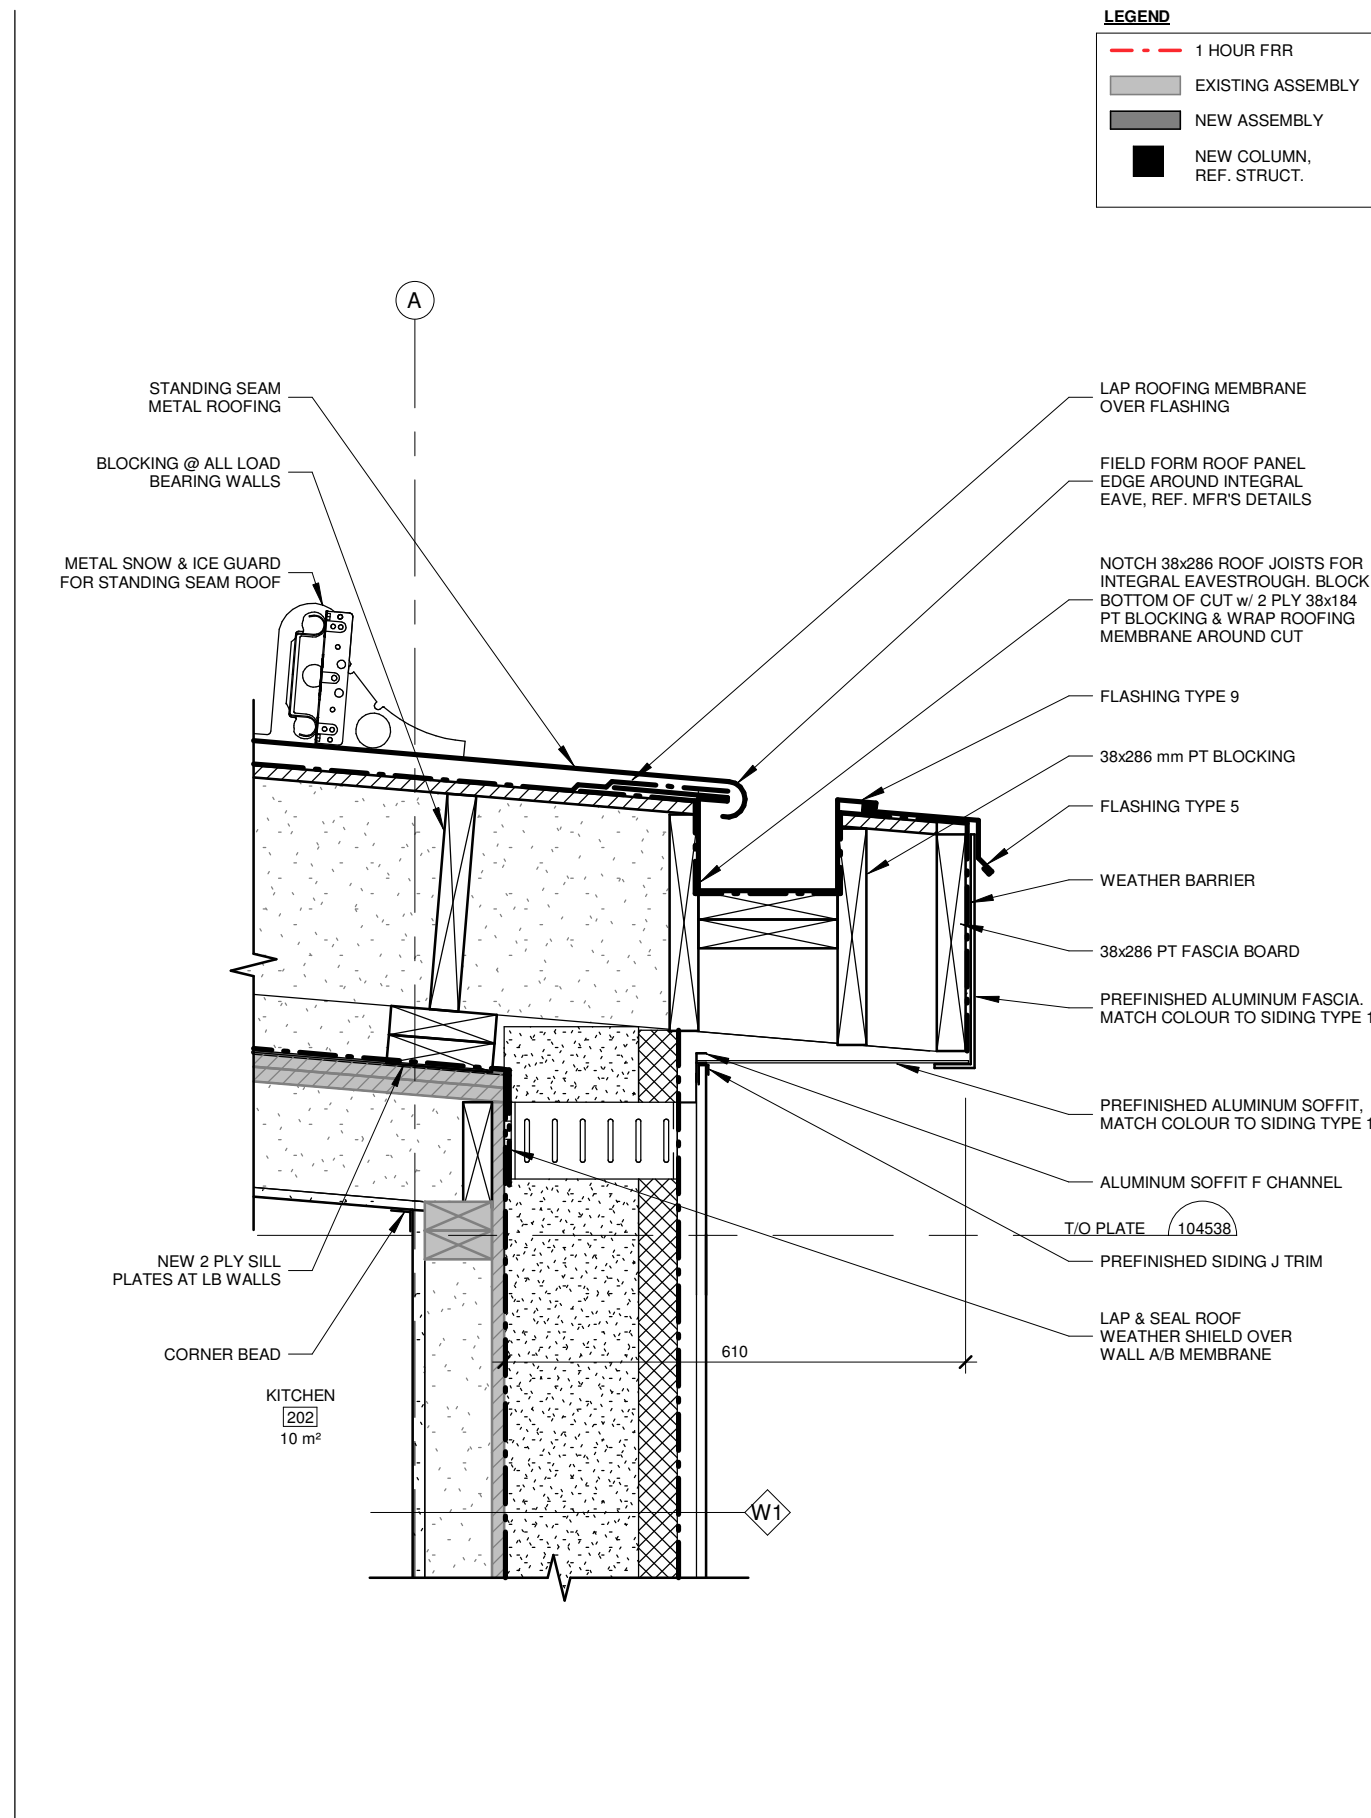 LEGEND
1 HOUR FRR
EXISTING ASSEMBLY
NEW ASSEMBLY
NEW COLUMN,
REF. STRUCT.
A
STANDING SEAM
METAL ROOFING
BLOCKING @ ALL LOAD
BEARING WALLS
METAL SNOW & ICE GUARD
FOR STANDING SEAM ROOF
NEW 2 PLY SILL
PLATES AT LB WALLS
CORNER BEAD
KITCHEN
202
10 m²
LAP ROOFING MEMBRANE
OVER FLASHING
FIELD FORM ROOF PANEL
EDGE AROUND INTEGRAL
EAVE, REF. MFR'S DETAILS
NOTCH 38x286 ROOF JOISTS FOR
INTEGRAL EAVESTROUGH. BLOCK
BOTTOM OF CUT w/ 2 PLY 38x184
PT BLOCKING & WRAP ROOFING
MEMBRANE AROUND CUT
FLASHING TYPE 9
38x286 mm PT BLOCKING
FLASHING TYPE 5
WEATHER BARRIER
38x286 PT FASCIA BOARD
PREFINISHED ALUMINUM FASCIA.
MATCH COLOUR TO SIDING TYPE 1
PREFINISHED ALUMINUM SOFFIT,
MATCH COLOUR TO SIDING TYPE 1
ALUMINUM SOFFIT F CHANNEL
T/O PLATE 104538
PREFINISHED SIDING J TRIM
LAP & SEAL ROOF
WEATHER SHIELD OVER
WALL A/B MEMBRANE
610
W1